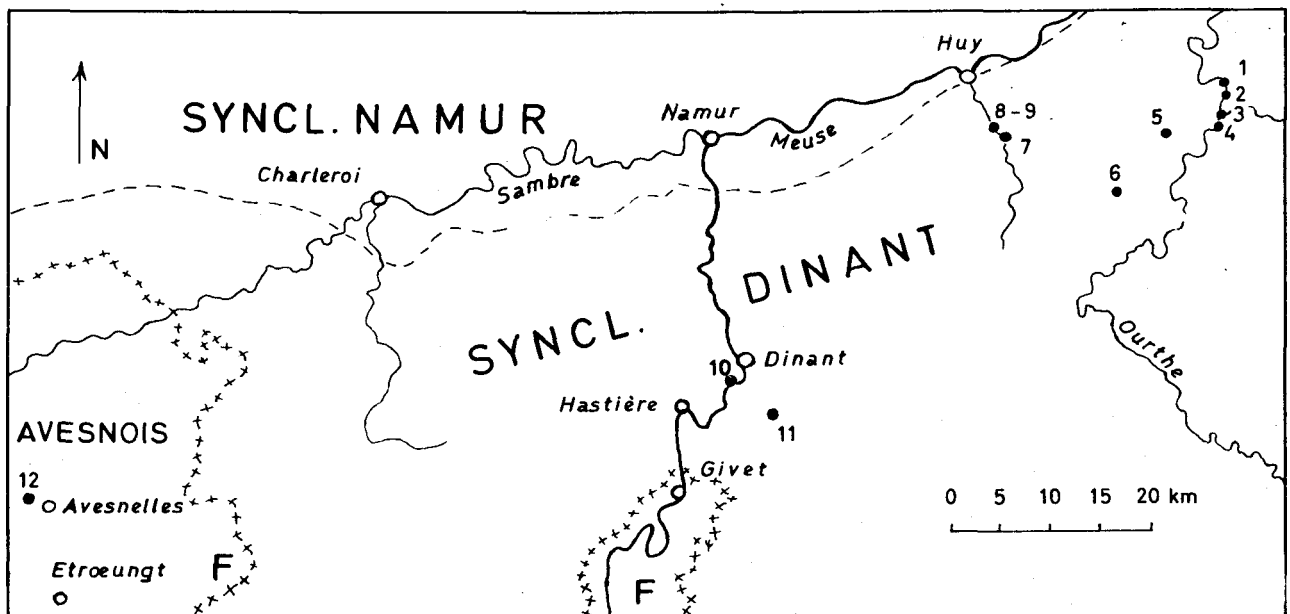 Huy
1
2
3
4
5
6
8-9
7
N
SYNCL. NAMUR
Namur
Meuse
Charleroi
Sambre
SYNCL. DINANT
10
Dinant
Hastière
11
Ourthe
AVESNOIS
12
Avesnelles
Givet
0 5 10 15 20 km
Etrœungt
F
F